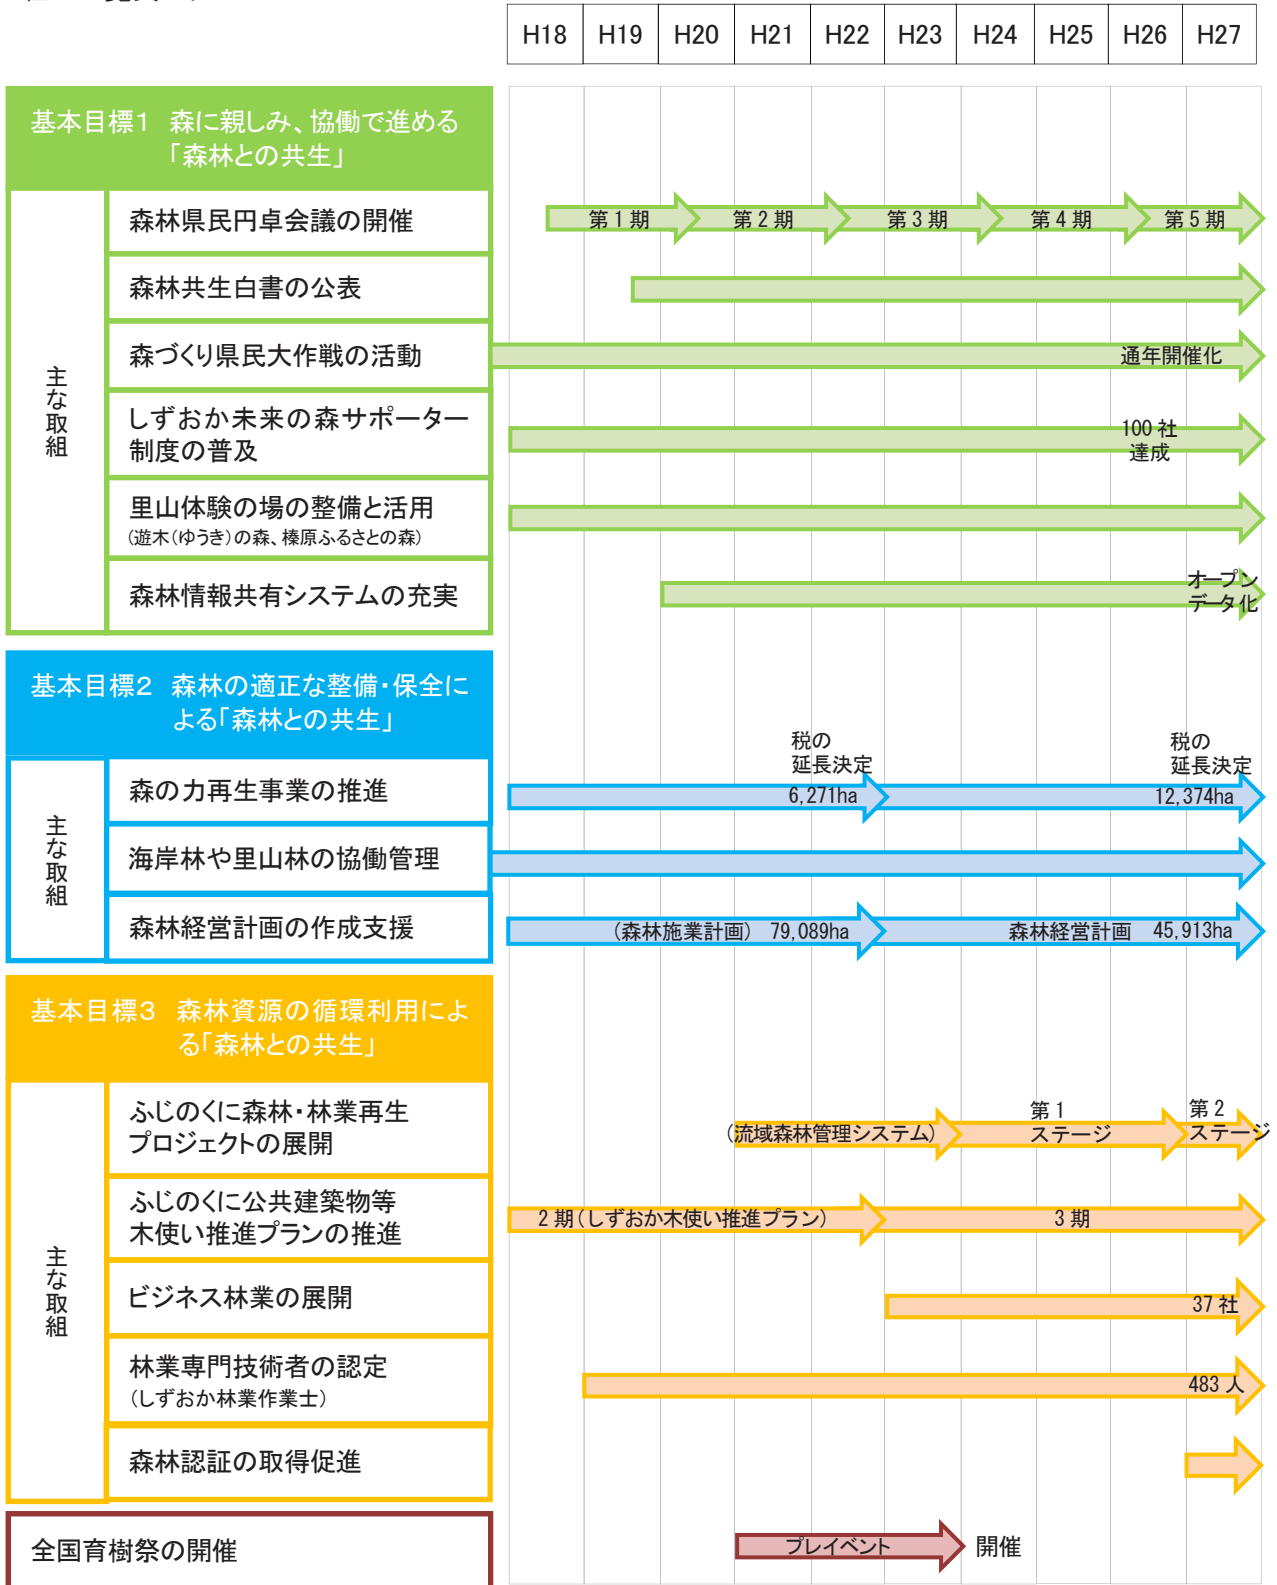 H18 H19 H20 H21 H22 H23 H24 H25 H26 H27
基本目標1 森に親しみ、協働で進める
「森林との共生」
主な取組
森林県民円卓会議の開催
第1期 第2期 第3期 第4期 第5期
森林共生白書の公表
森づくり県民大作戦の活動
通年開催化
しずおか未来の森サポーター
制度の普及
100 社
達成
里山体験の場の整備と活用
(遊木(ゆうき)の森、榛原ふるさとの森)
森林情報共有システムの充実
オープン
データ化
基本目標2 森林の適正な整備・保全に
よる「森林との共生」
主な取組
森の力再生事業の推進
税の
延長決定
6,271ha
税の
延長決定
12,374ha
海岸林や里山林の協働管理
森林経営計画の作成支援
(森林施業計画) 79,089ha
森林経営計画 45,913ha
基本目標3 森林資源の循環利用によ
る「森林との共生」
主な取組
ふじのくに森林・林業再生
プロジェクトの展開
(流域森林管理システム)
第1
ステージ
第2
ステージ
ふじのくに公共建築物等
木使い推進プランの推進
2期(しずおか木使い推進プラン)
3期
ビジネス林業の展開
37 社
林業専門技術者の認定
(しずおか林業作業士)
483 人
森林認証の取得促進
全国育樹祭の開催
プレイベント
開催